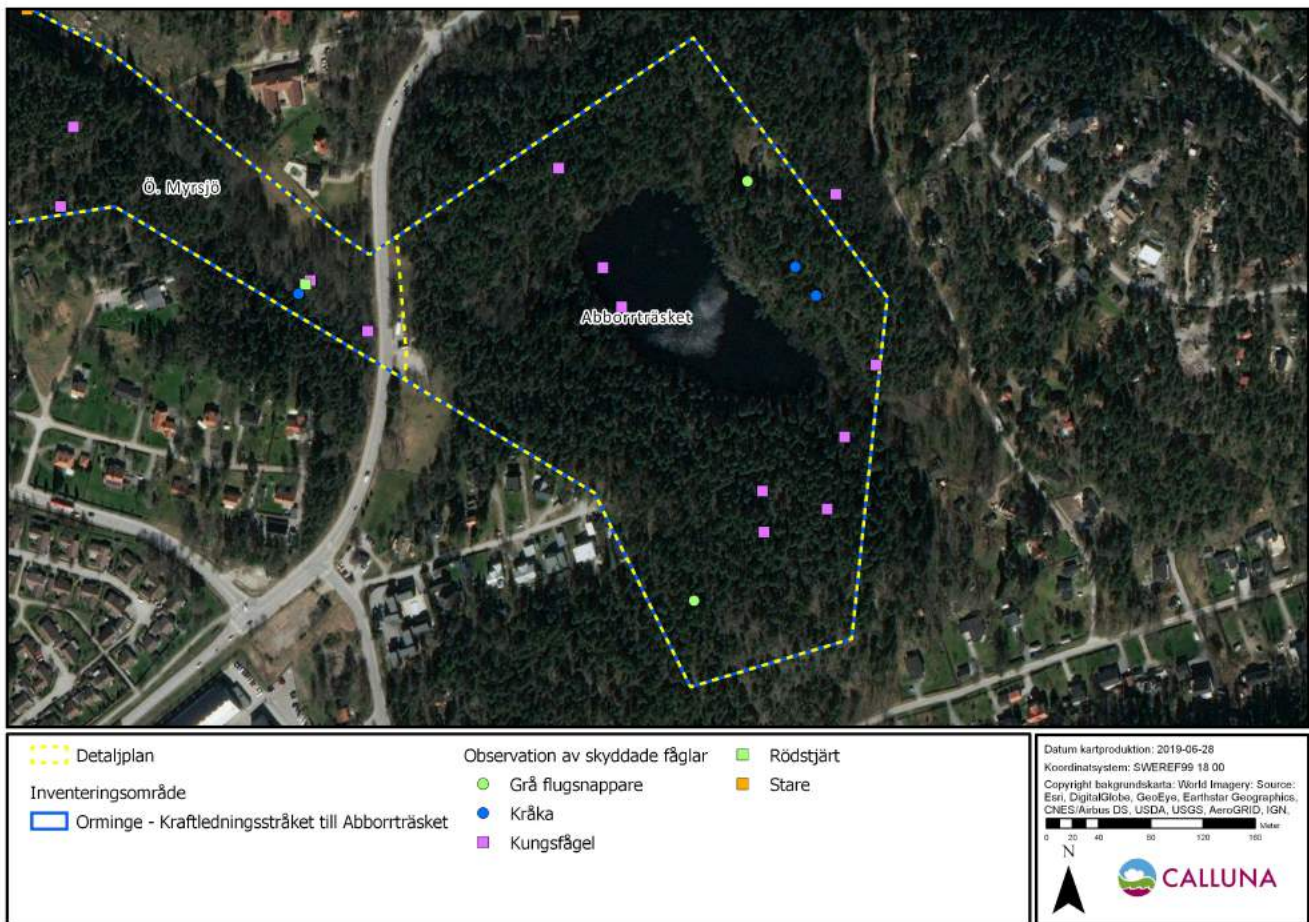 Ö. Myrsjö
Abborrträsket
Detaljplan
Inventeringsområde
Orminge - Kraftledningsstråket till Abborrträsket
Observation av skyddade fåglar
Grå flugsnappare
Kråka
Kungsfågel
Rödstjärt
Stare
Datum kartproduktion: 2019-06-28
Koordinatsystem: SWEREF99 18 00
Copyright bakgrundskarta: World Imagery: Source:
Esri, DigitalGlobe, GeoEye, Earthstar Geographics,
CNES/Airbus DS, USDA, USGS, AeroGRID, IGN,
Meter
0 20 40 80 120 160
N
CALLUNA